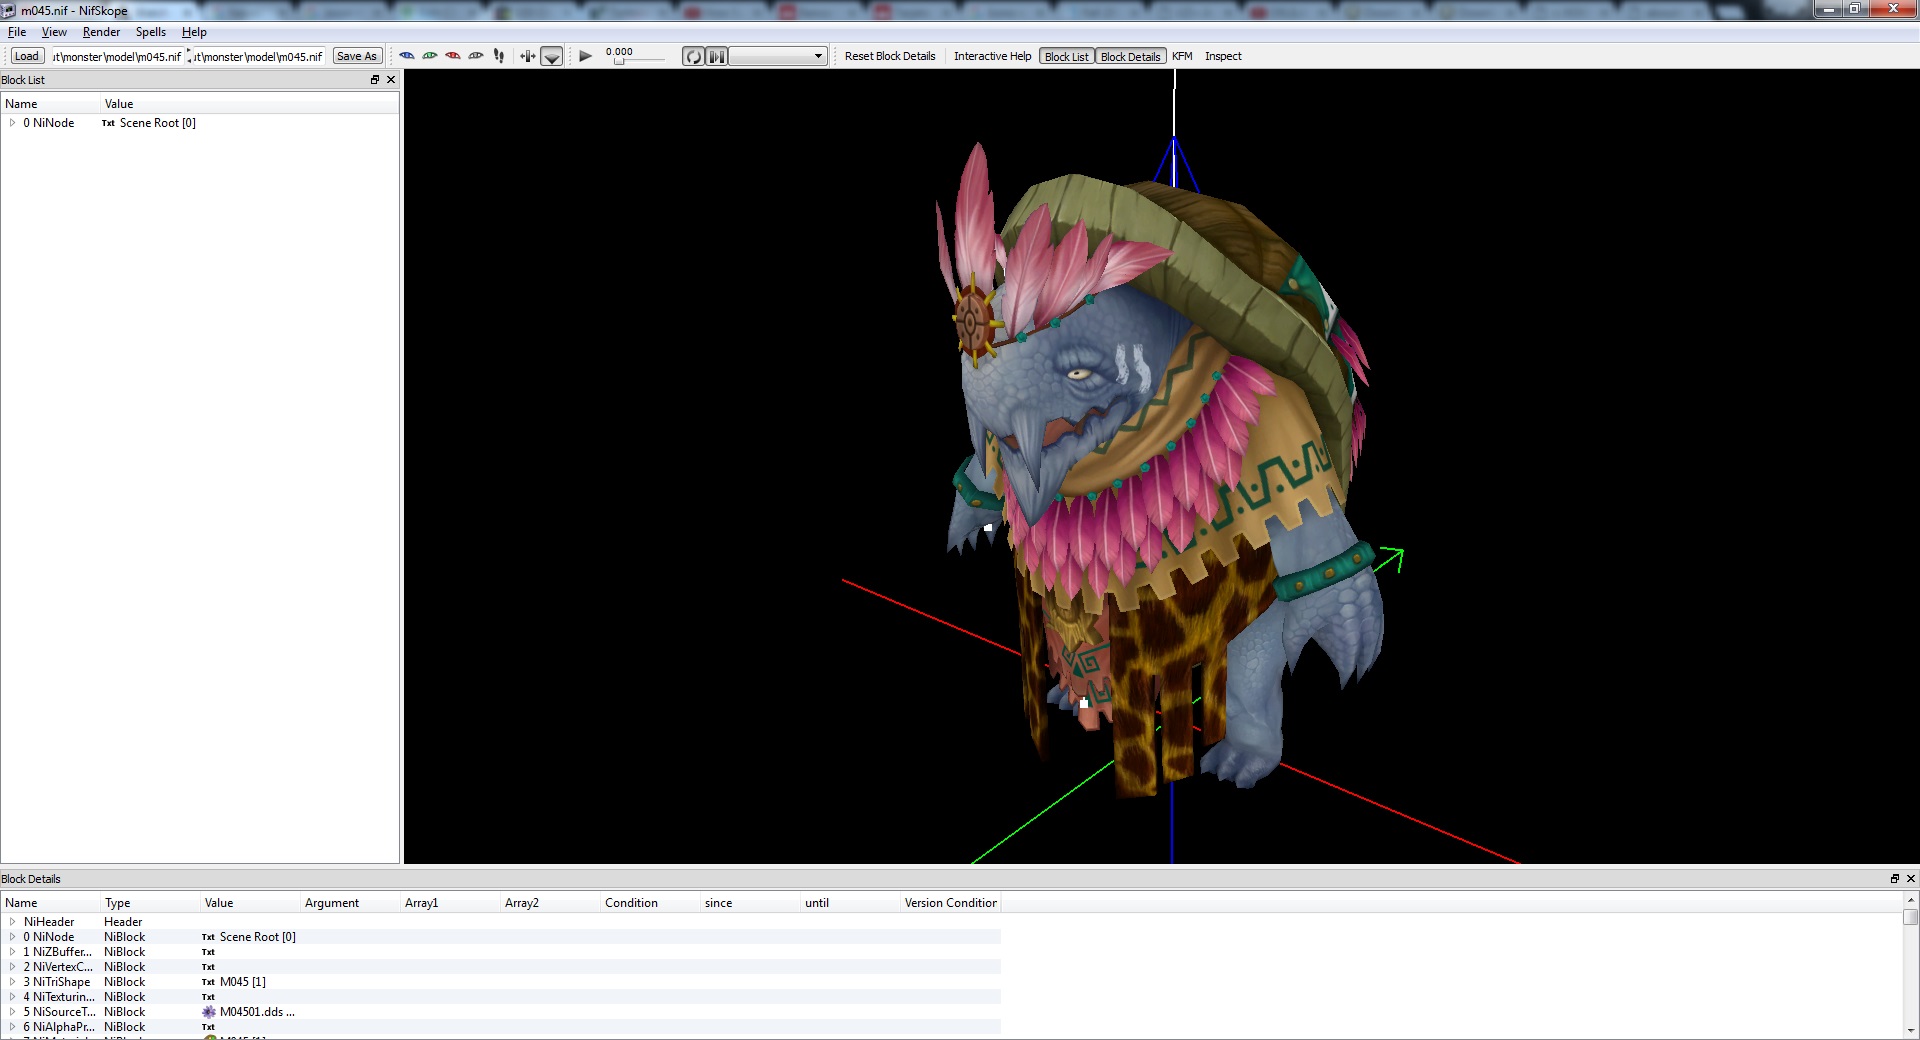 m045.nif - NifSkope
File View Render Spells Help
Load ut\monster\model\m045.nif ut\monster\model\m045.nif Save As 0.000 Reset Block Details Interactive Help Block List Block Details KFM Inspect
Block List
Name Value
0 NiNode Txt Scene Root [0]
Block Details
Name Type Value Argument Array1 Array2 Condition since until Version Condition
NiHeader Header
0 NiNode NiBlock Txt Scene Root [0]
1 NiZBuffer... NiBlock Txt
2 NiVertexC... NiBlock Txt
3 NiTriShape NiBlock Txt M045 [1]
4 NiTexturin... NiBlock Txt
5 NiSourceT... NiBlock M04501.dds ...
6 NiAlphaPr... NiBlock Txt